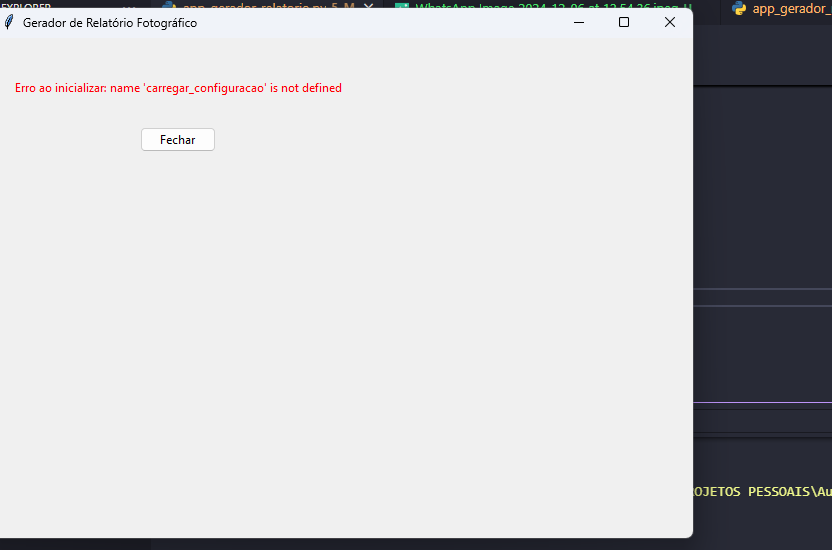 EXPLORER
app_gerador_relatorio.py 5, M
WhatsApp Image 2024-12-06 at 12.54.36.jpeg U
app_gerador_
Gerador de Relatório Fotográfico
Erro ao inicializar: name 'carregar_configuracao' is not defined
Fechar
OJETOS PESSOAIS\Au